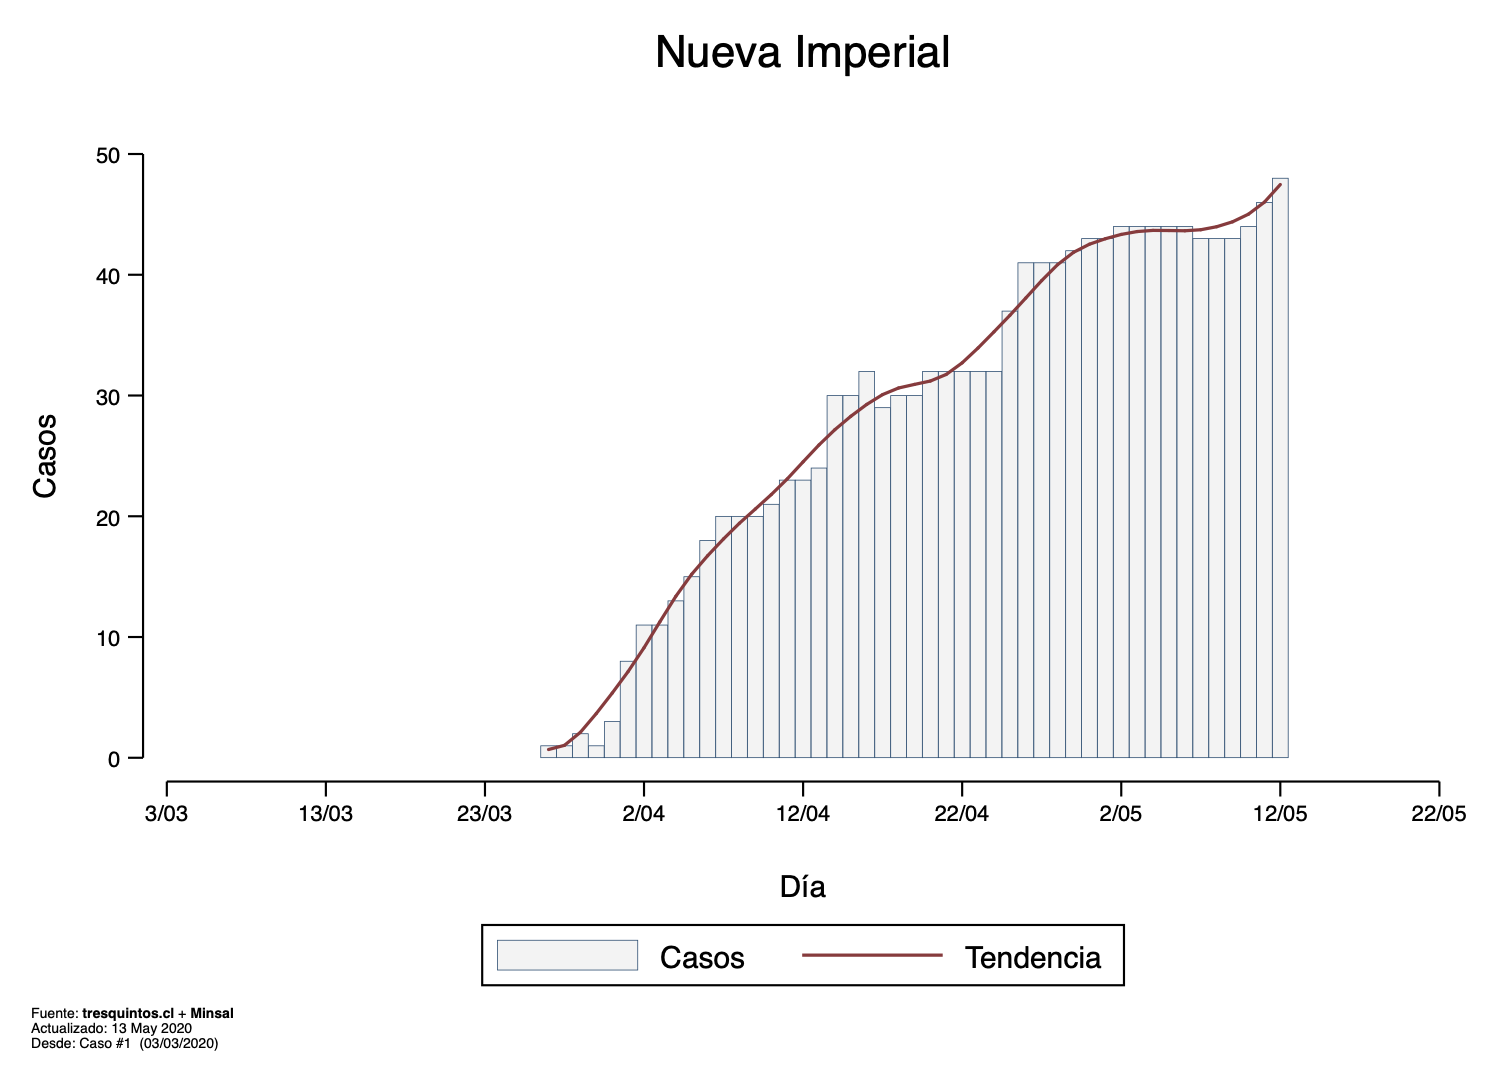 Nueva Imperial
50
40
30
20
10
0
Casos
3/03 13/03 23/03 2/04 12/04 22/04 2/05 12/05 22/05
Día
Casos Tendencia
Fuente: tresquintos.cl + Minsal
Actualizado: 13 May 2020
Desde: Caso #1 (03/03/2020)